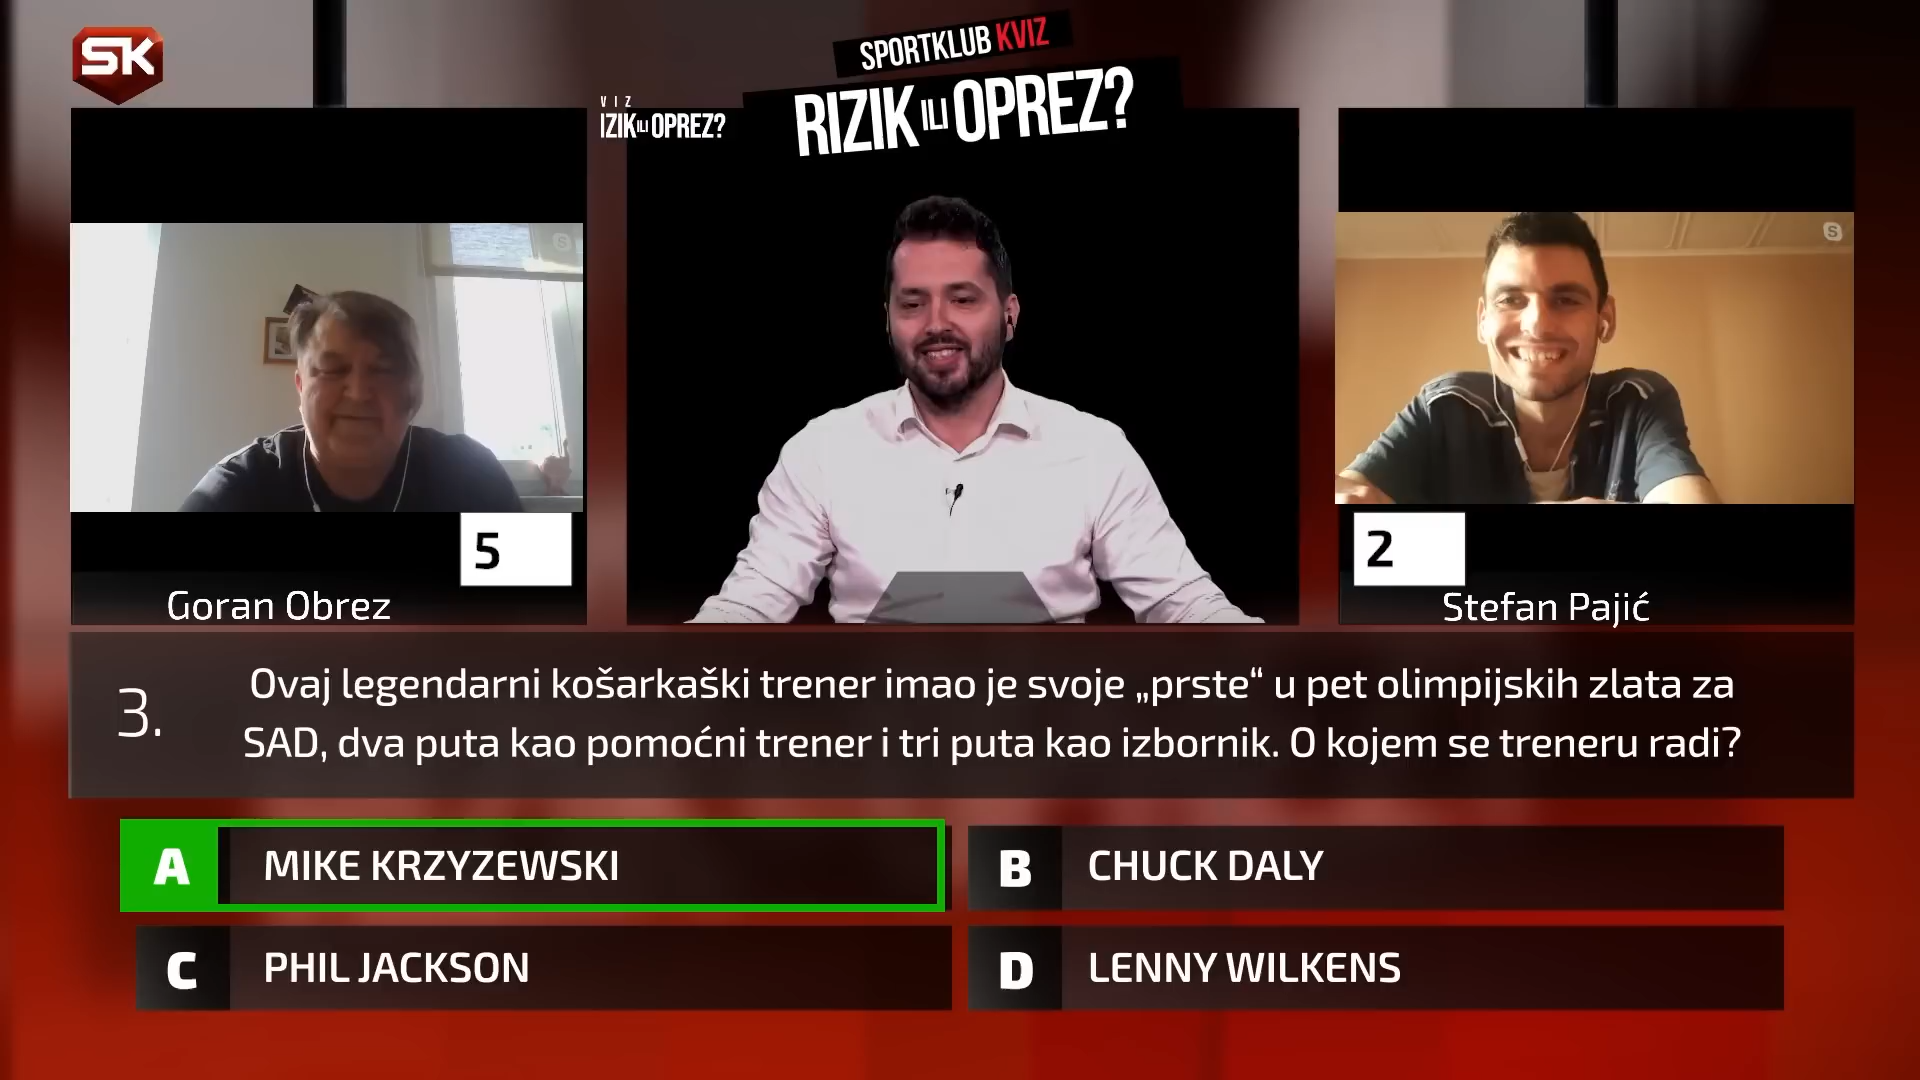 SK
SPORTKLUB KVIZ
RIZIK ILI OPREZ?
VIZ
IZIK ILI OPREZ?
5
2
Goran Obrez
Stefan Pajić
3.
Ovaj legendarni košarkaški trener imao je svoje „prste“ u pet olimpijskih zlata za
SAD, dva puta kao pomoćni trener i tri puta kao izbornik. O kojem se treneru radi?
A MIKE KRZYZEWSKI
B CHUCK DALY
C PHIL JACKSON
D LENNY WILKENS